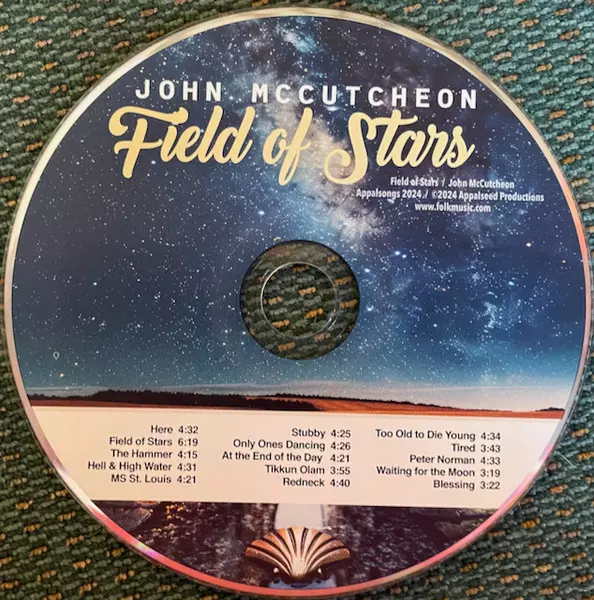 JOHN MCCUTCHEON
Field of Stars
Field of Stars / John McCutcheon
Appalsongs 2024 / ©2024 Appalseed Productions
www.folkmusic.com
Here 4:32
Field of Stars 6:19
The Hammer 4:15
Hell & High Water 4:31
MS St. Louis 4:21
Stubby 4:25
Only Ones Dancing 4:26
At the End of the Day 4:21
Tikkun Olam 3:55
Redneck 4:40
Too Old to Die Young 4:34
Tired 3:43
Peter Norman 4:33
Waiting for the Moon 3:19
Blessing 3:22